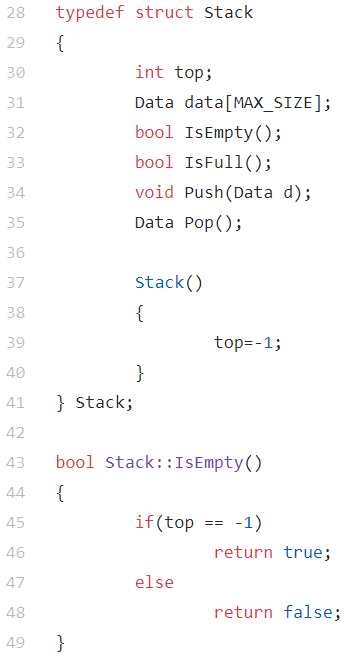 28 typedef struct Stack
29 {
30         int top;
31         Data data[MAX_SIZE];
32         bool IsEmpty();
33         bool IsFull();
34         void Push(Data d);
35         Data Pop();
36
37         Stack()
38         {
39                 top=-1;
40         }
41 } Stack;
42
43 bool Stack::IsEmpty()
44 {
45         if(top == -1)
46                 return true;
47         else
48                 return false;
49 }